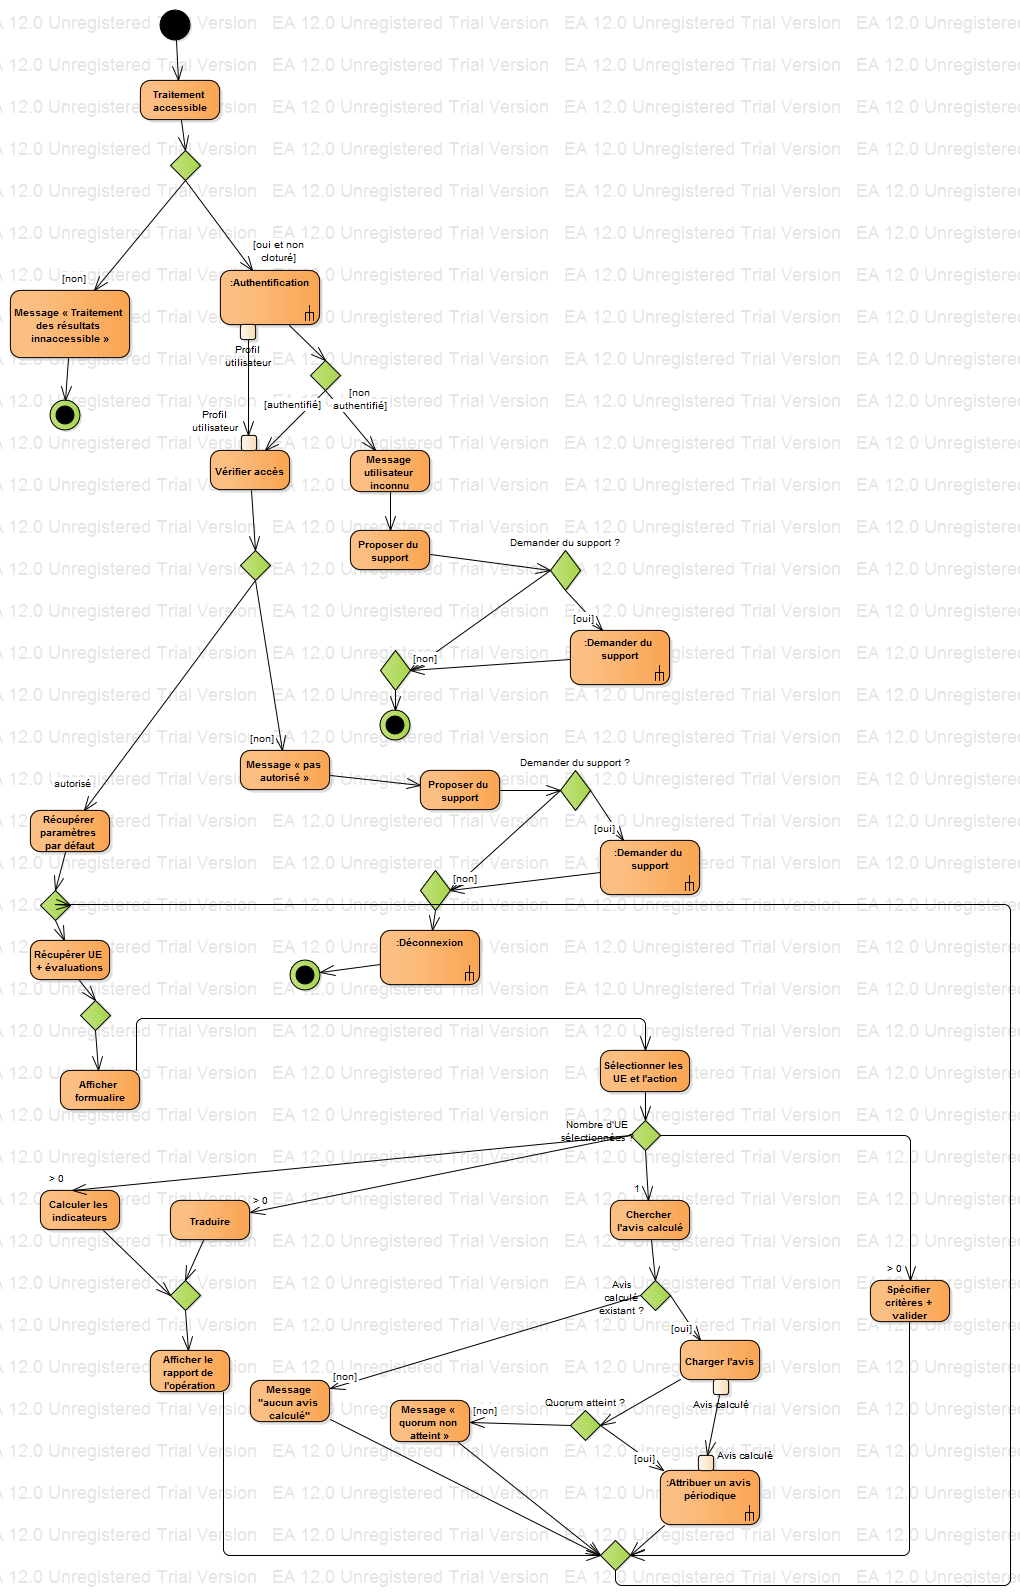 EA 12.0 Unregistered Trial Version
Traitement
accessible
[oui et non
cloturé]
[non]
:Authentification
Message « Traitement
des résultats
innaccessible »
Profil
utilisateur
[non
authentifié]
[authentifié]
Profil
utilisateur
Vérifier accès
Message
utilisateur
inconnu
Proposer du
support
Demander du support ?
[oui]
:Demander du
support
[non]
[non]
Message « pas
autorisé »
Demander du support ?
autorisé
Proposer du
support
Récupérer
paramètres
par défaut
[oui]
:Demander du
support
[non]
Récupérer UE
+ évaluations
:Déconnexion
Sélectionner les
UE et l'action
Afficher
formualire
Nombre d'UE
sélectionnées ?
> 0
> 0
1
Calculer les
indicateurs
Traduire
Chercher
l'avis calculé
> 0
Avis
calculé
existant ?
Spécifier
critères +
valider
[oui]
Charger l'avis
Afficher le
rapport de
l'opération
[non]
Message
"aucun avis
calculé"
Quorum atteint ?
Avis calculé
[non]
Message «
quorum non
atteint »
[oui]
Avis calculé
:Attribuer un avis
périodique